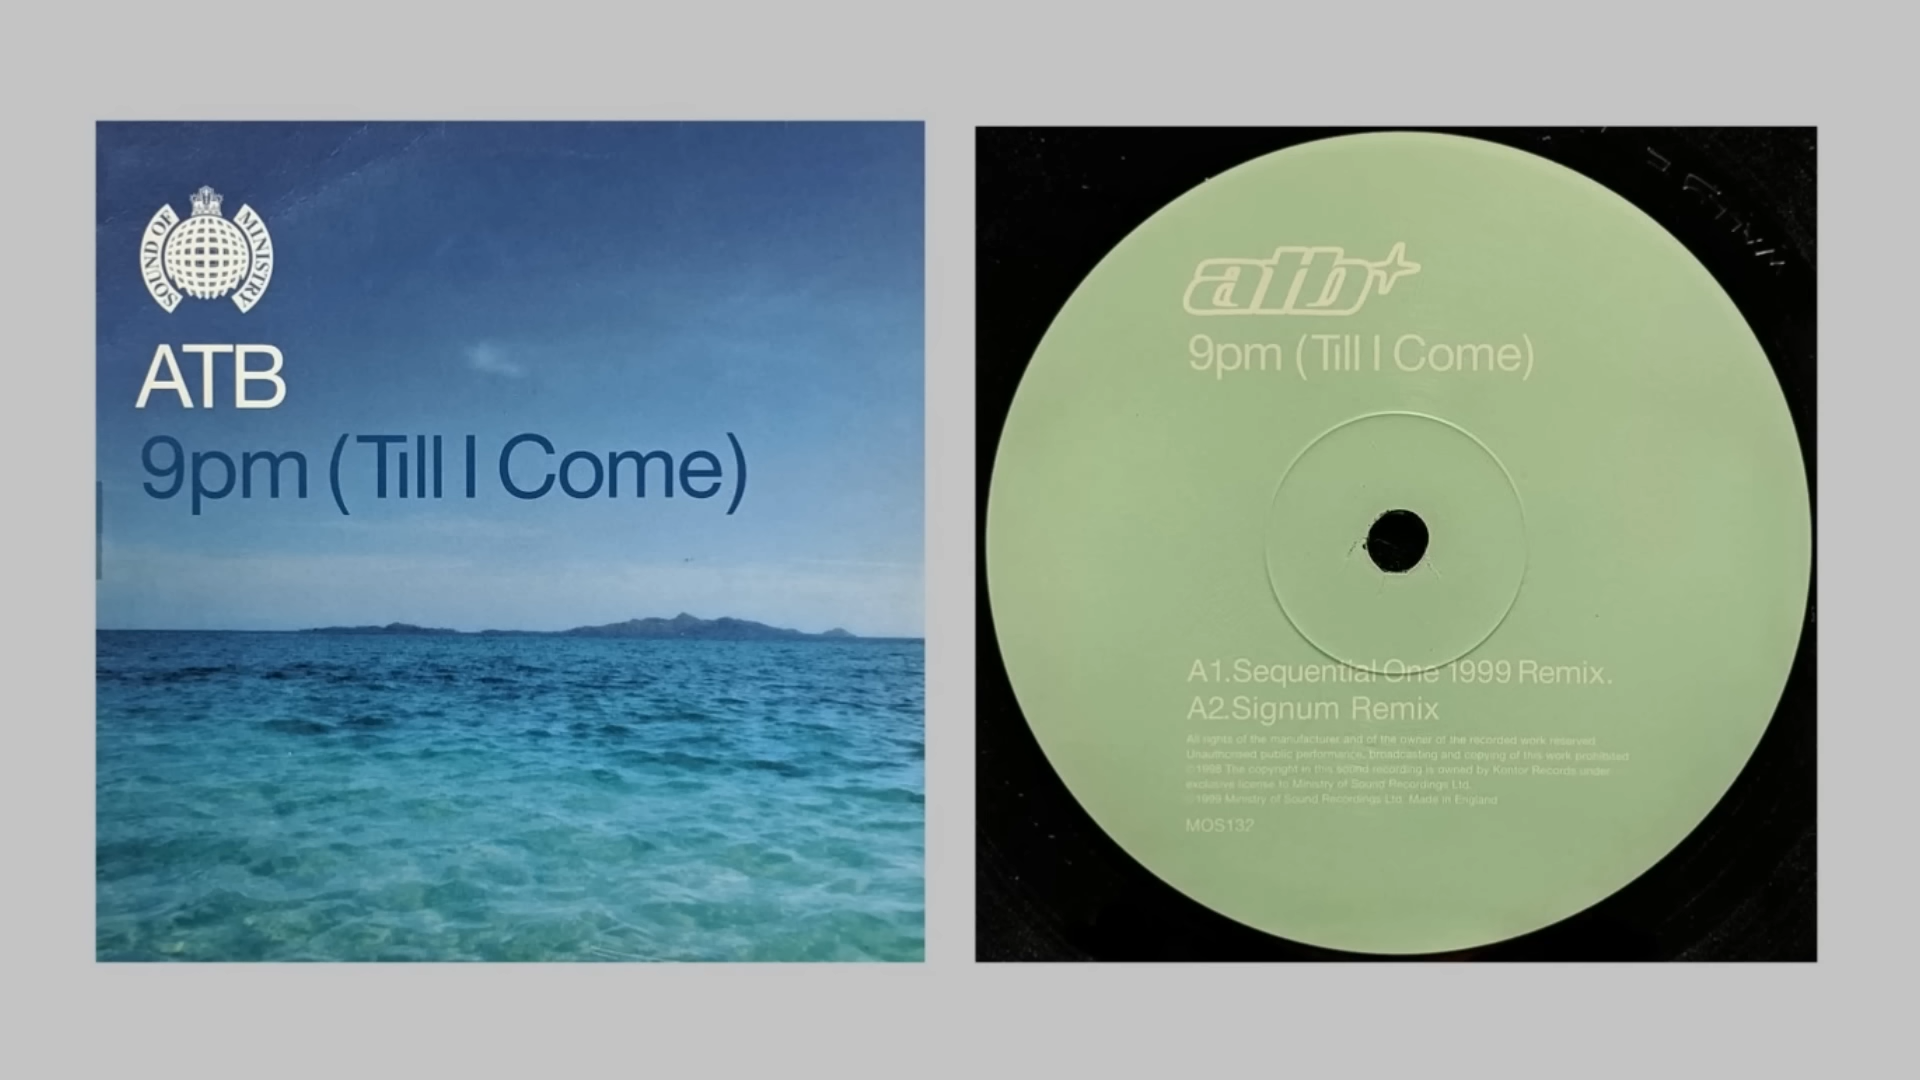 SOUND OF MINISTRY
ATB
9pm (Till I Come)
atb
9pm (Till I Come)
A1.Sequential One 1999 Remix.
A2.Signum Remix
All rights of the manufacturer and of the owner of the recorded work reserved.
Unauthorised public performance, broadcasting and copying of this work prohibited.
℗1998 The copyright in this sound recording is owned by Kontor Records under
exclusive license to Ministry of Sound Recordings Ltd.
©1999 Ministry of Sound Recordings Ltd. Made in England
MOS132